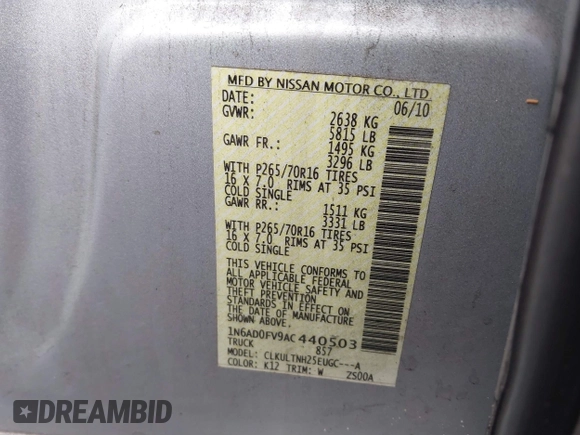 MFD BY NISSAN MOTOR CO., LTD
DATE: 06/10
GVWR: 2638 KG
5815 LB
GAWR FR.: 1495 KG
3296 LB
WITH P265/70R16 TIRES
16 X 7.0 RIMS AT 35 PSI
COLD SINGLE
GAWR RR.: 1511 KG
3331 LB
WITH P265/70R16 TIRES
16 X 7.0 RIMS AT 35 PSI
COLD SINGLE
THIS VEHICLE CONFORMS TO
ALL APPLICABLE FEDERAL
MOTOR VEHICLE SAFETY AND
THEFT PREVENTION
STANDARDS IN EFFECT ON
THE DATE OF MANUFACTURE
SHOWN ABOVE.
1N6AD0FV9AC440503
TRUCK 857
MODEL: CLKULTNH25EUGC---A
COLOR: K12 TRIM: W ZS00A
DREAMBID